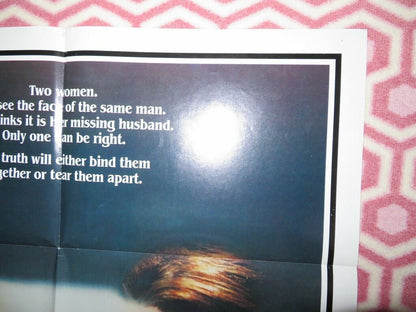 Two women.
see the face of the same man.
inks it is her missing husband.
Only one can be right.
truth will either bind them
gether or tear them apart.